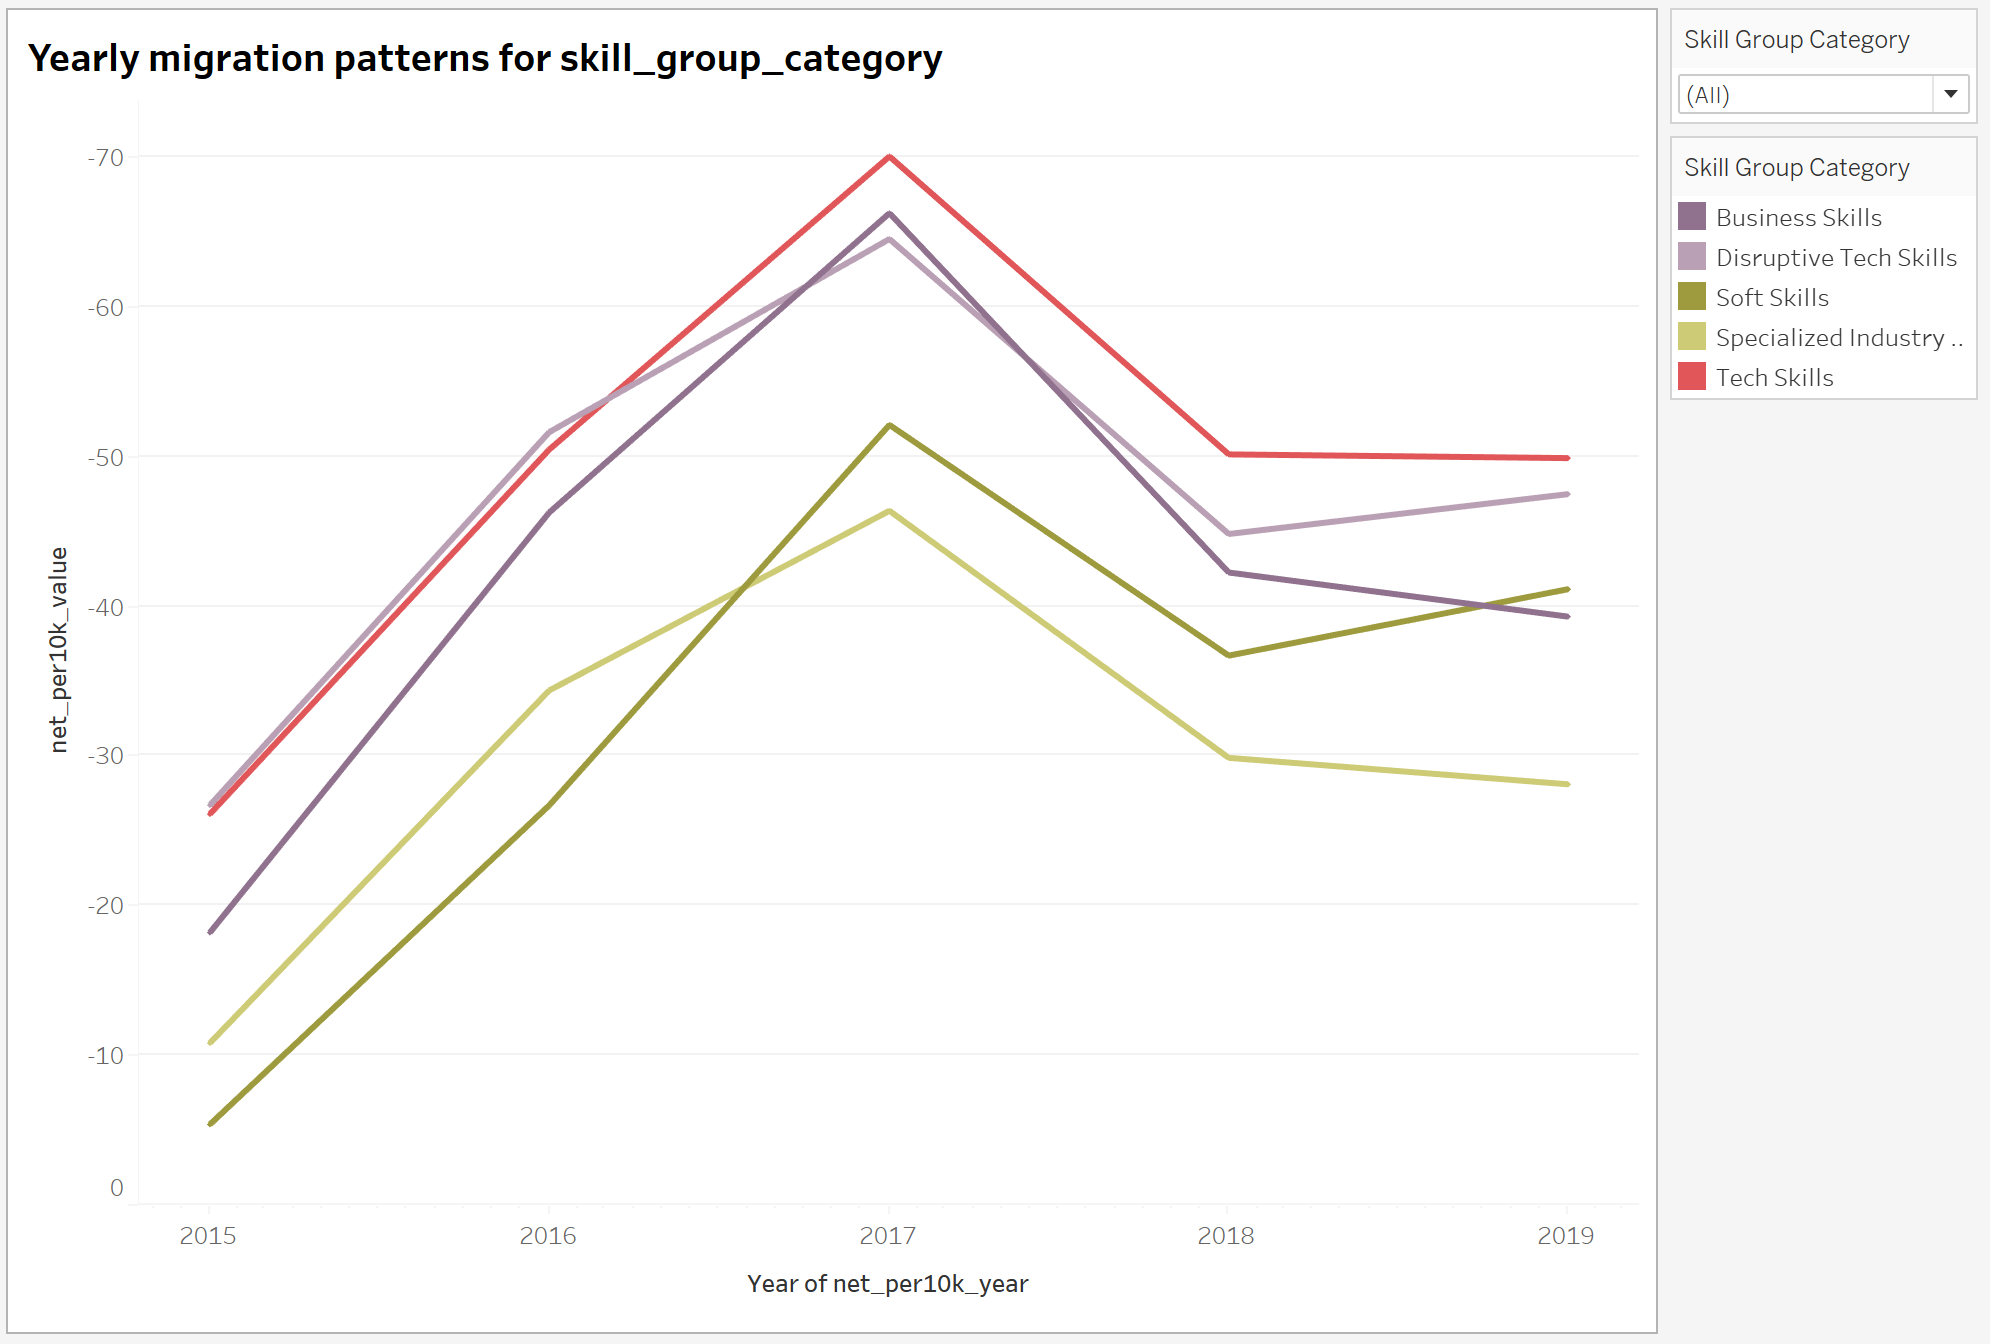 Yearly migration patterns for skill_group_category
-70
-60
-50
-40
-30
-20
-10
0
net_per10k_value
2015 2016 2017 2018 2019
Year of net_per10k_year
Skill Group Category
(All)
Skill Group Category
Business Skills
Disruptive Tech Skills
Soft Skills
Specialized Industry ..
Tech Skills